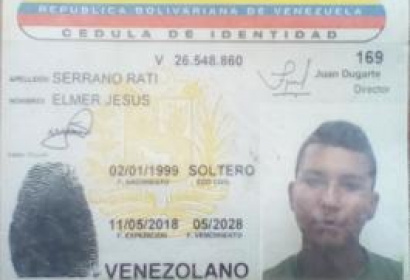 REPUBLICA BOLIVARIANA DE VENEZUELA
CEDULA DE IDENTIDAD
V 26.548.860
169
APELLIDOS SERRANO RATI
Juan Dugarte
Director
NOMBRES ELMER JESUS
02/01/1999 SOLTERO
F. NACIMIENTO EDO CIVIL
11/05/2018 05/2028
F. EXPEDICION F. VENCIMIENTO
VENEZOLANO